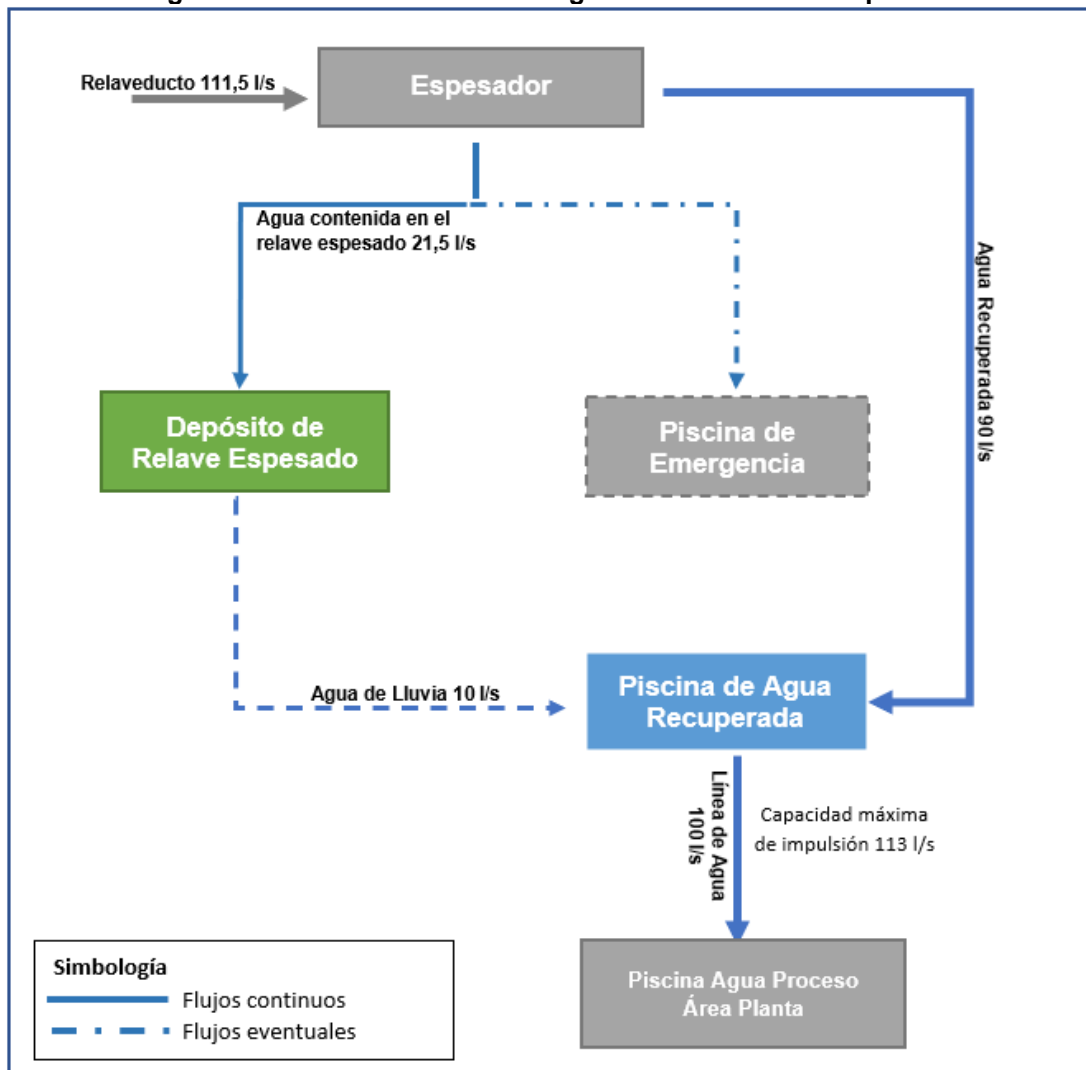 Relaveducto 111,5 l/s
Espesador
Agua contenida en el
relave espesado 21,5 l/s
Agua Recuperada 90 l/s
Depósito de
Relave Espesado
Piscina de
Emergencia
Agua de Lluvia 10 l/s
Piscina de Agua
Recuperada
Línea de Agua
100 l/s
Capacidad máxima
de impulsión 113 l/s
Piscina Agua Proceso
Área Planta
Simbología
Flujos continuos
Flujos eventuales